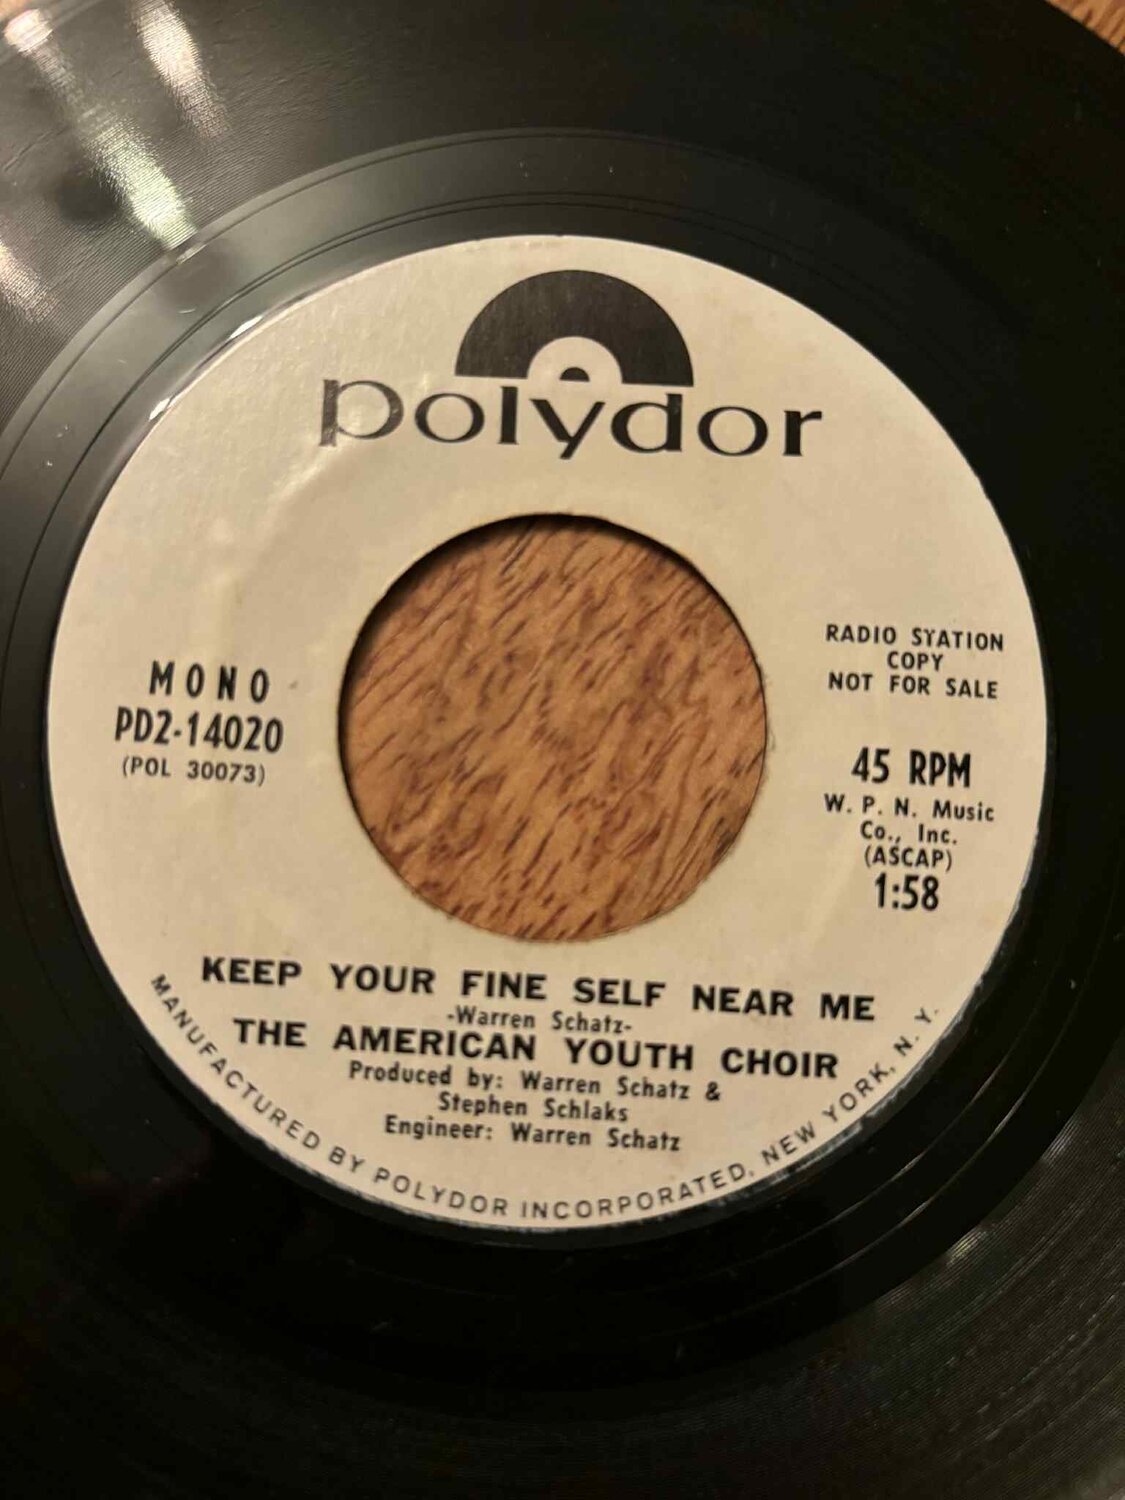 polydor
RADIO STATION
COPY
NOT FOR SALE
MONO
PD2-14020
(POL 30073)
45 RPM
W. P. N. Music
Co., Inc.
(ASCAP)
1:58
KEEP YOUR FINE SELF NEAR ME
-Warren Schatz-
THE AMERICAN YOUTH CHOIR
Produced by: Warren Schatz &
Stephen Schlaks
Engineer: Warren Schatz
MANUFACTURED BY POLYDOR INCORPORATED, NEW YORK, N. Y.